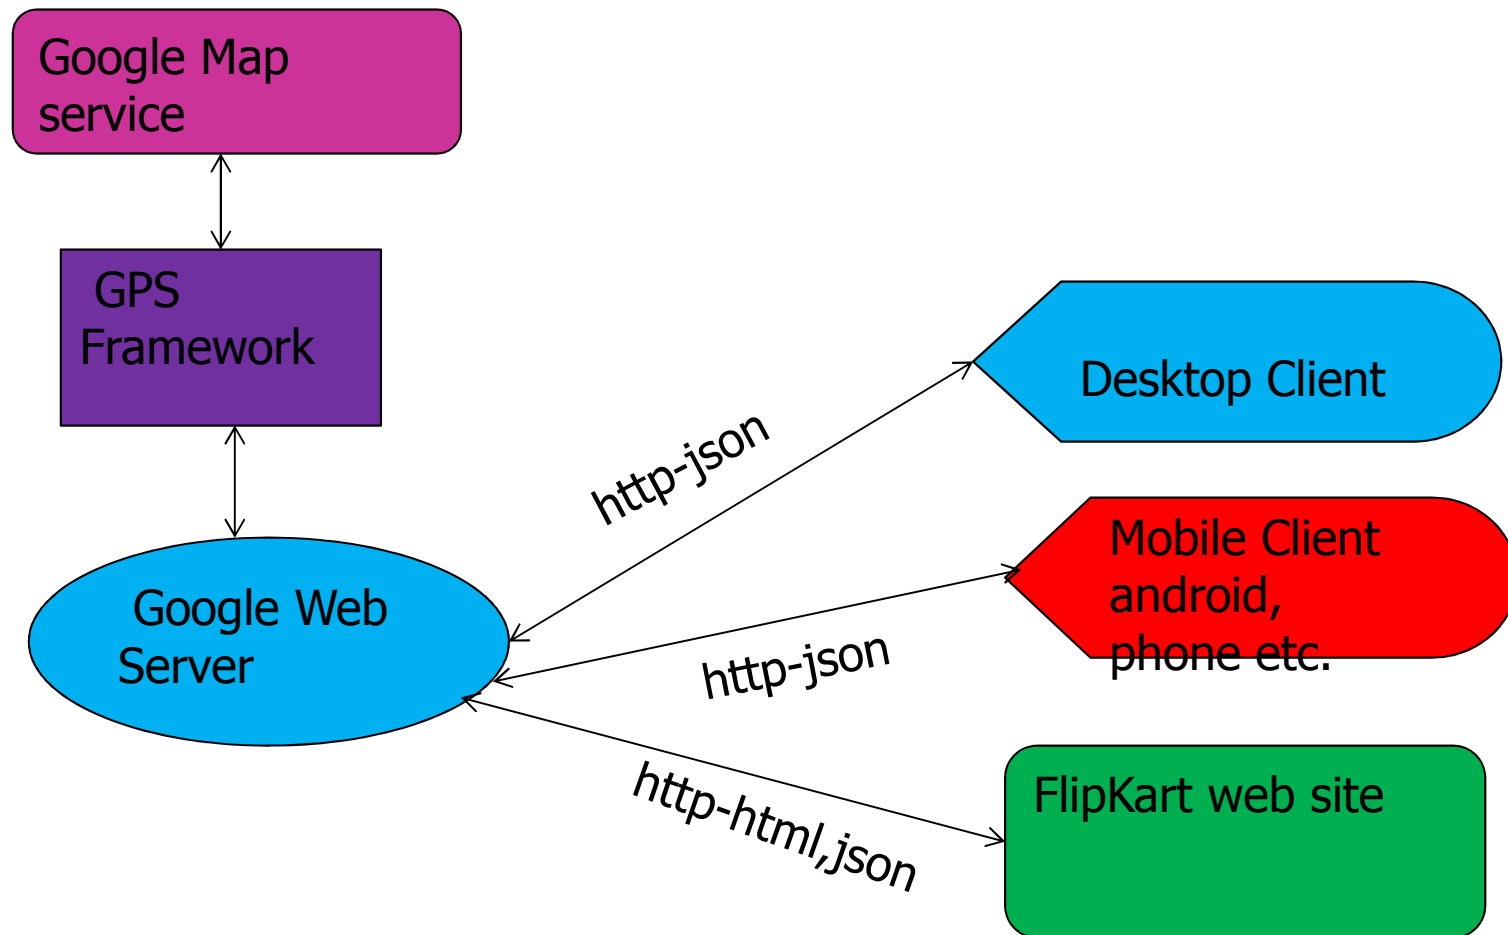 Google Map
service
GPS
Framework
Google Web
Server
http-json
Desktop Client
http-json
Mobile Client
android,
phone etc.
http-html,json
FlipKart web site